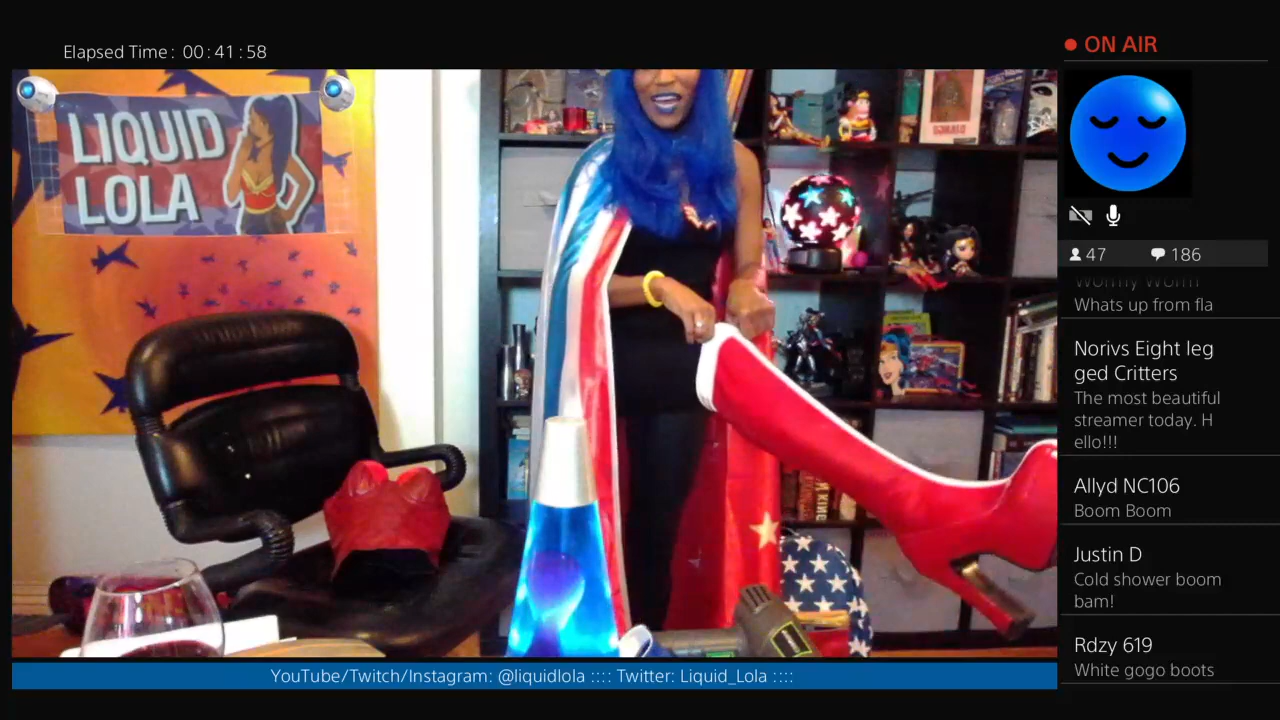 Elapsed Time: 00:41:58
ON AIR
LIQUID
LOLA
47
186
Wormy Worm
Whats up from fla
Norivs Eight leg
ged Critters
The most beautiful
streamer today. H
ello!!!
Allyd NC106
Boom Boom
Justin D
Cold shower boom
bam!
Rdzy 619
White gogo boots
YouTube/Twitch/Instagram: @liquidlola :::: Twitter: Liquid_Lola ::::